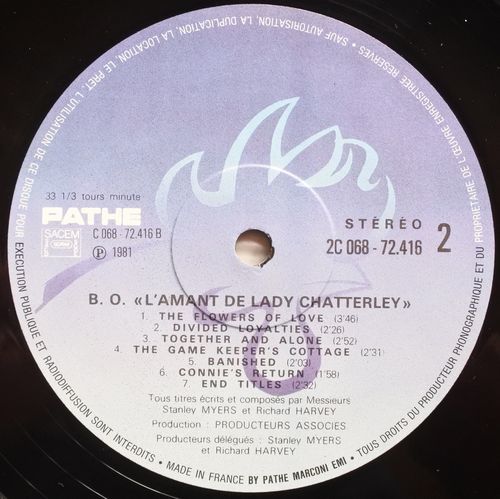 TOUS DROITS DU PRODUCTEUR PHONOGRAPHIQUE ET DU PROPRIETAIRE DE L'ŒUVRE ENREGISTREE RESERVES • SAUF AUTORISATION, LA DUPLICATION, LA LOCATION, LE PRET, L'UTILISATION DE CE DISQUE POUR EXECUTION PUBLIQUE ET RADIODIFFUSION SONT INTERDITS •
33 1/3 tours minute
PATHE
SACEM
C 068 - 72.416 B
℗ 1981
STÉRÉO
2C 068 - 72.416 2
B. O. «L'AMANT DE LADY CHATTERLEY»
1. THE FLOWERS OF LOVE (3'46)
2. DIVIDED LOYALTIES (2'26)
3. TOGETHER AND ALONE (2'52)
4. THE GAME KEEPER'S COTTAGE (2'31)
5. BANISHED (2'03)
6. CONNIE'S RETURN (1'58)
7. END TITLES (2'32)
Tous titres écrits et composés par Messieurs
Stanley MYERS et Richard HARVEY
Production : PRODUCTEURS ASSOCIES
Producteurs délégués : Stanley MYERS
et Richard HARVEY
• MADE IN FRANCE BY PATHE MARCONI EMI •